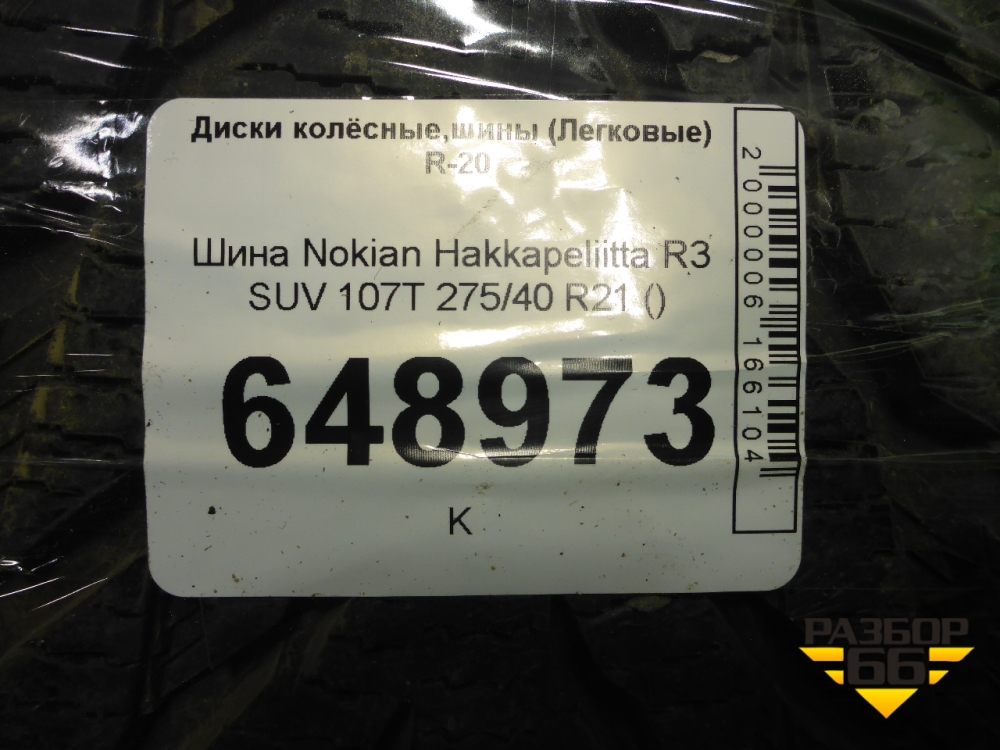 Диски колёсные,шины (Легковые)
R-20
Шина Nokian Hakkapeliitta R3
SUV 107T 275/40 R21 ()
648973
К
2000006166104
РАЗБОР
66